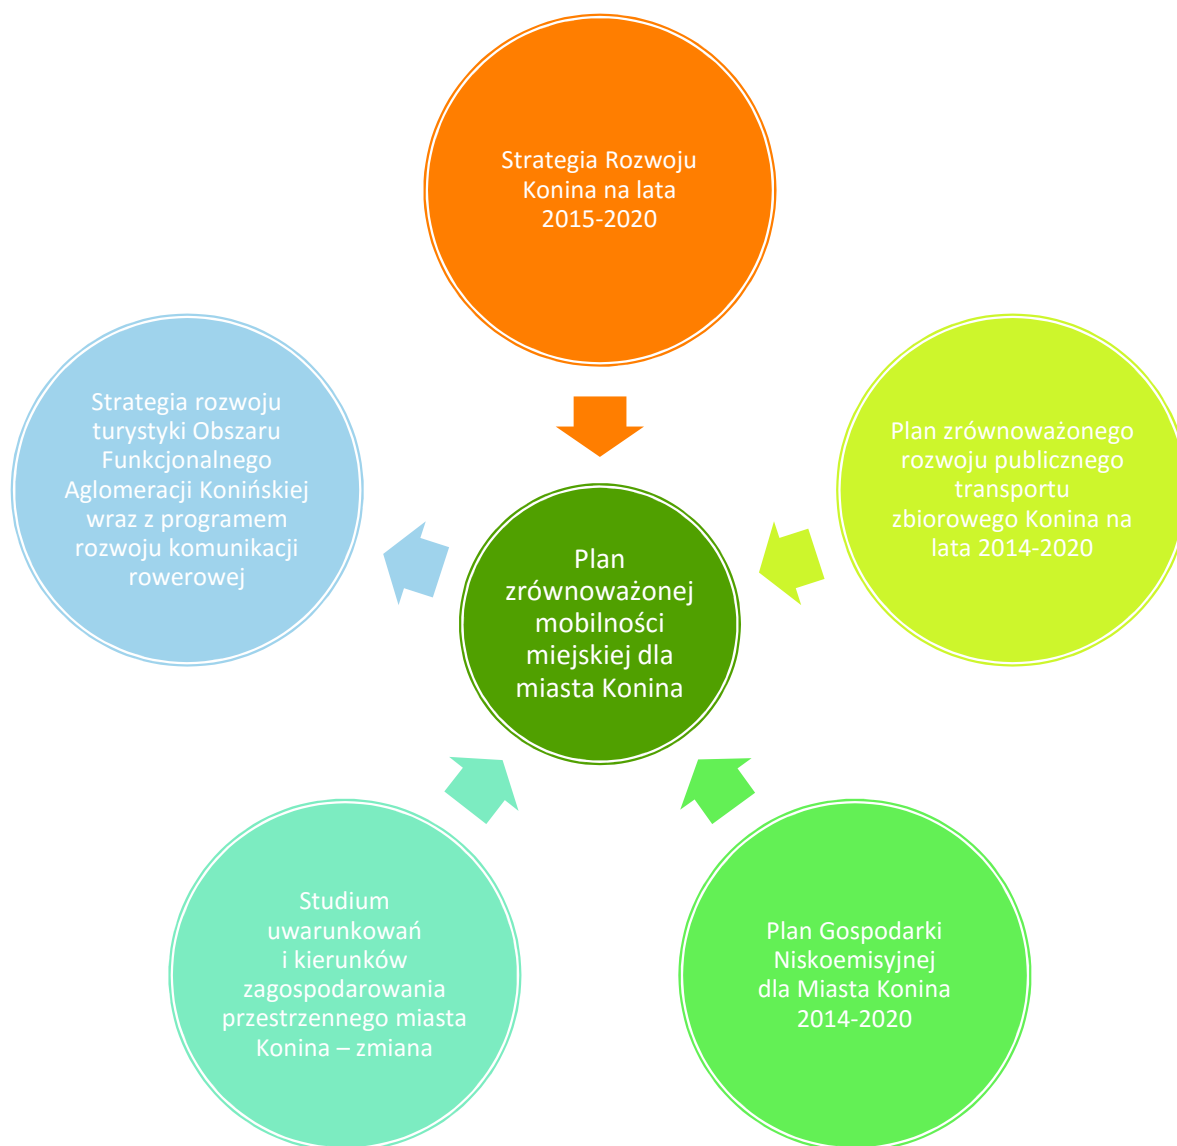 Strategia Rozwoju
Konina na lata
2015-2020
Strategia rozwoju
turystyki Obszaru
Funkcjonalnego
Aglomeracji Konińskiej
wraz z programem
rozwoju komunikacji
rowerowej
Plan zrównoważonego
rozwoju publicznego
transportu
zbiorowego Konina na
lata 2014-2020
Plan
zrównoważonej
mobilności
miejskiej dla
miasta Konina
Studium
uwarunkowań
i kierunków
zagospodarowania
przestrzennego miasta
Konina – zmiana
Plan Gospodarki
Niskoemisyjnej
dla Miasta Konina
2014-2020